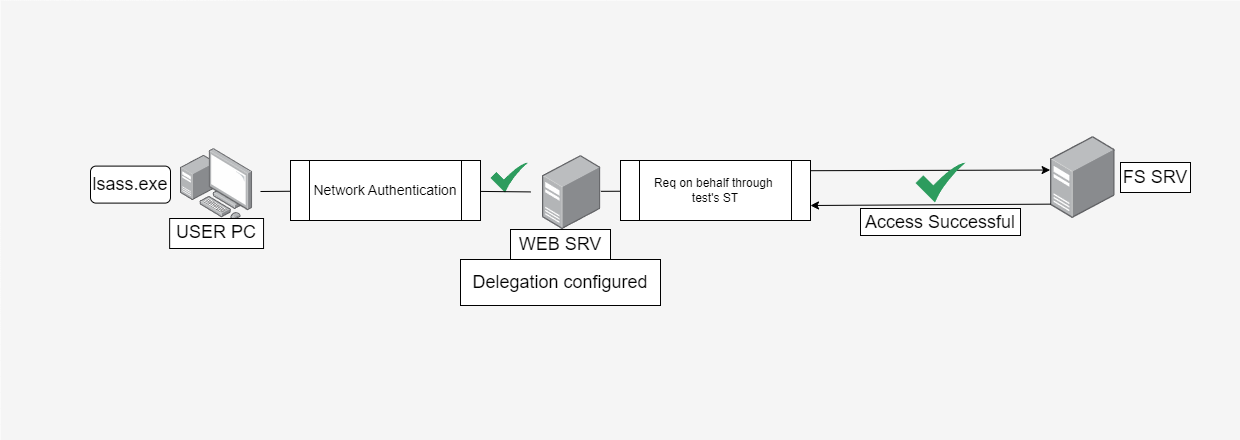 lsass.exe
USER PC
Network Authentication
WEB SRV
Delegation configured
Req on behalf through
test's ST
Access Successful
FS SRV